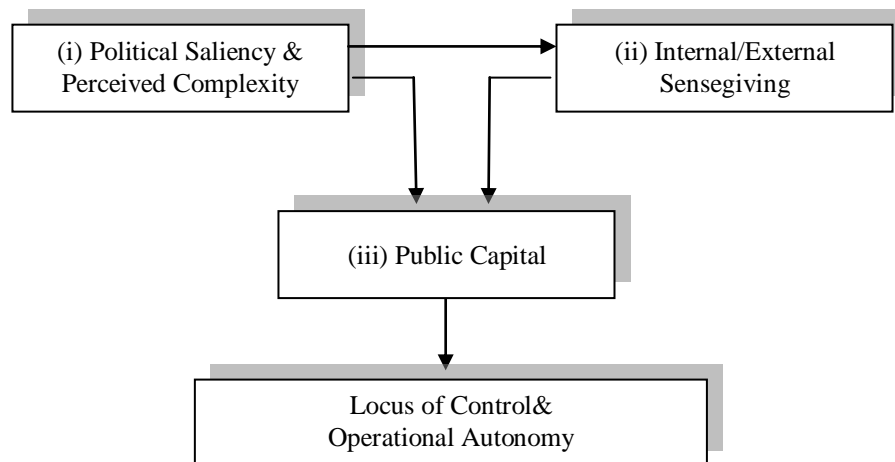 (i) Political Saliency &
Perceived Complexity
(ii) Internal/External
Sensegiving
(iii) Public Capital
Locus of Control&
Operational Autonomy